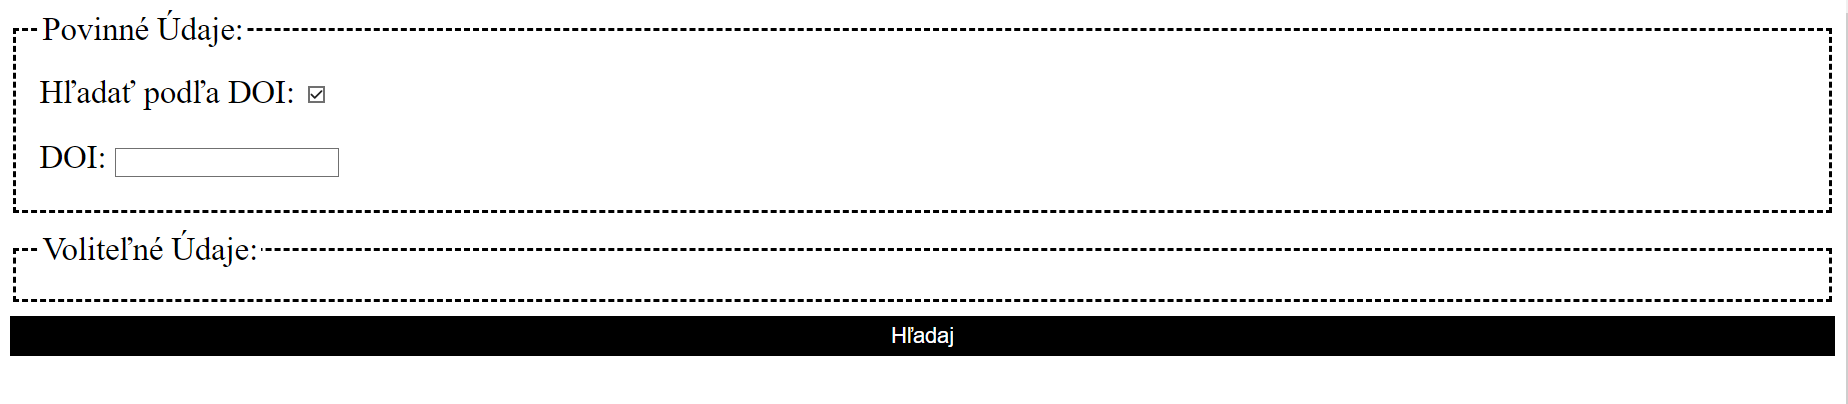 Povinné Údaje:
Hľadať podľa DOI:
DOI:
Voliteľné Údaje:
Hľadaj